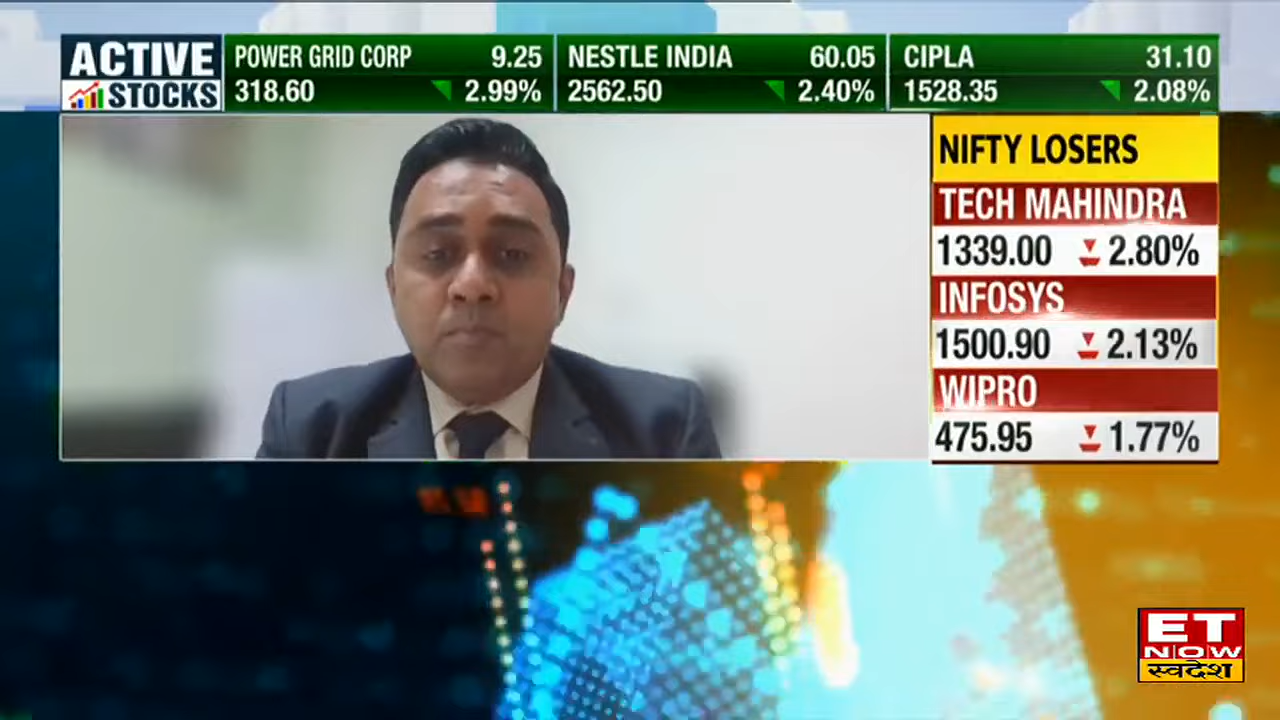 ACTIVE
STOCKS
POWER GRID CORP 9.25
318.60 2.99%
NESTLE INDIA 60.05
2562.50 2.40%
CIPLA 31.10
1528.35 2.08%
NIFTY LOSERS
TECH MAHINDRA
1339.00 2.80%
INFOSYS
1500.90 2.13%
WIPRO
475.95 1.77%
ET
NOW
स्वदेश